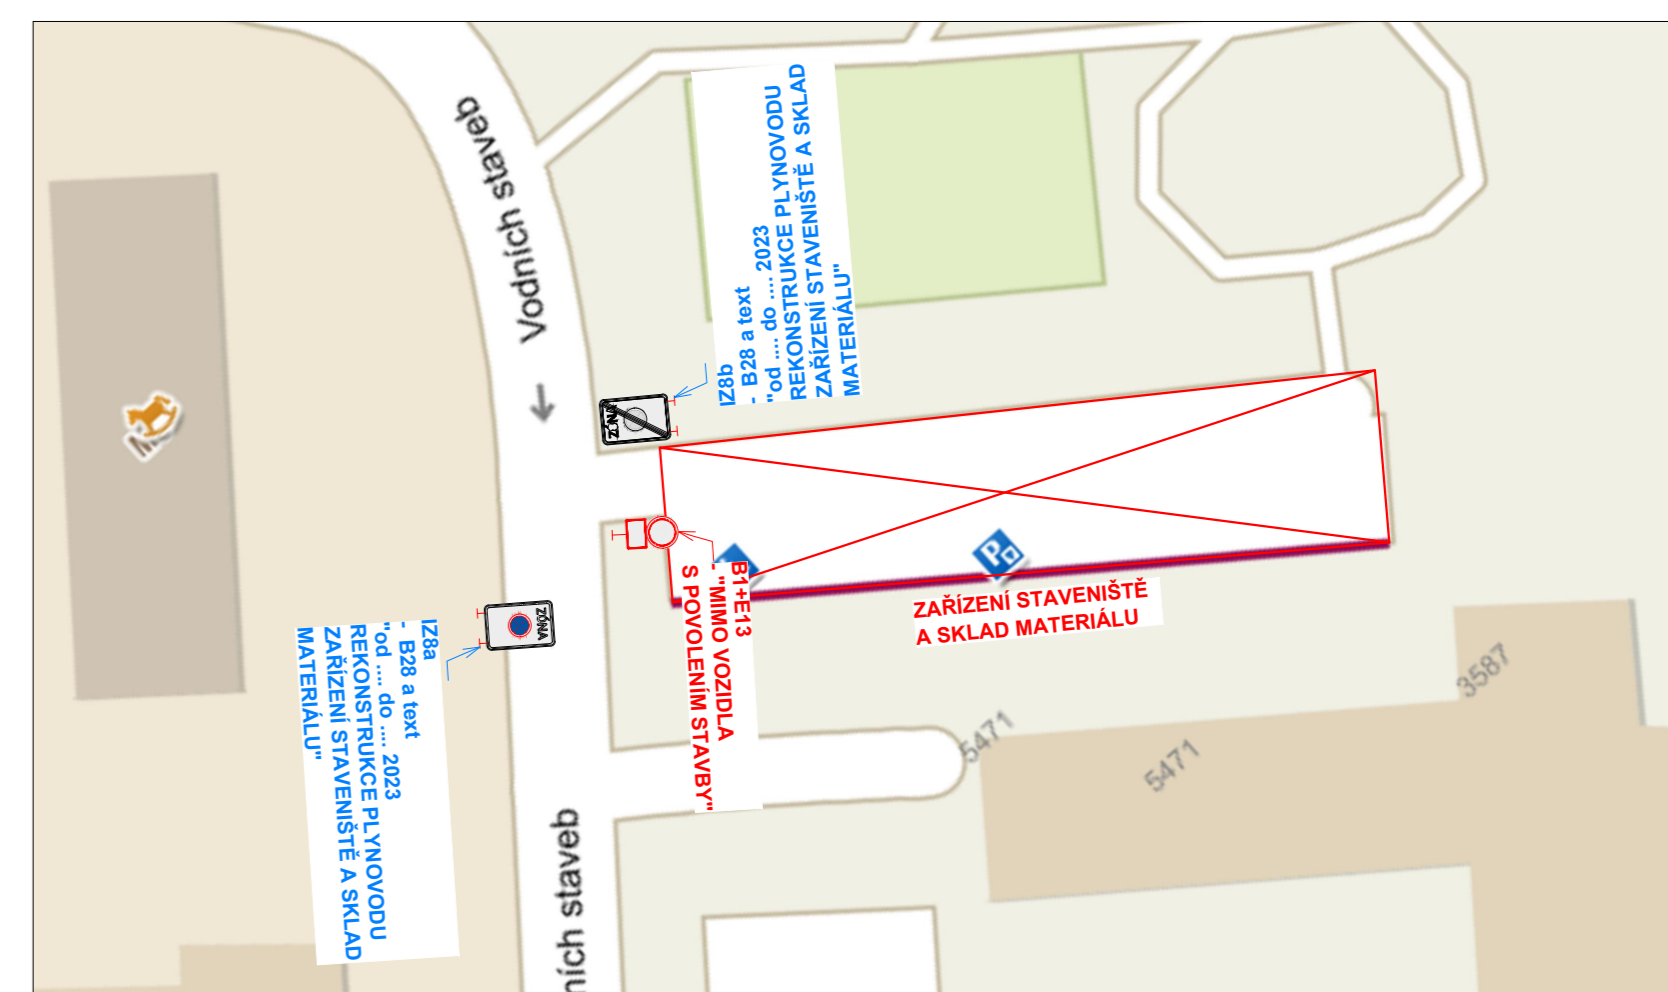 Vodních staveb
IZ8b
- B28 a text
"od .... do .... 2023
REKONSTRUKCE PLYNOVODU
ZAŘÍZENÍ STAVENIŠTĚ A SKLAD
MATERIÁLU"
ZÓNA
P
B1+E13
- "MIMO VOZIDLA
S POVOLENÍM STAVBY"
ZAŘÍZENÍ STAVENIŠTĚ
A SKLAD MATERIÁLU
ZÓNA
IZ8a
- B28 a text
"od .... do .... 2023
REKONSTRUKCE PLYNOVODU
ZAŘÍZENÍ STAVENIŠTĚ A SKLAD
MATERIÁLU"
3587
5471
5471
ních staveb